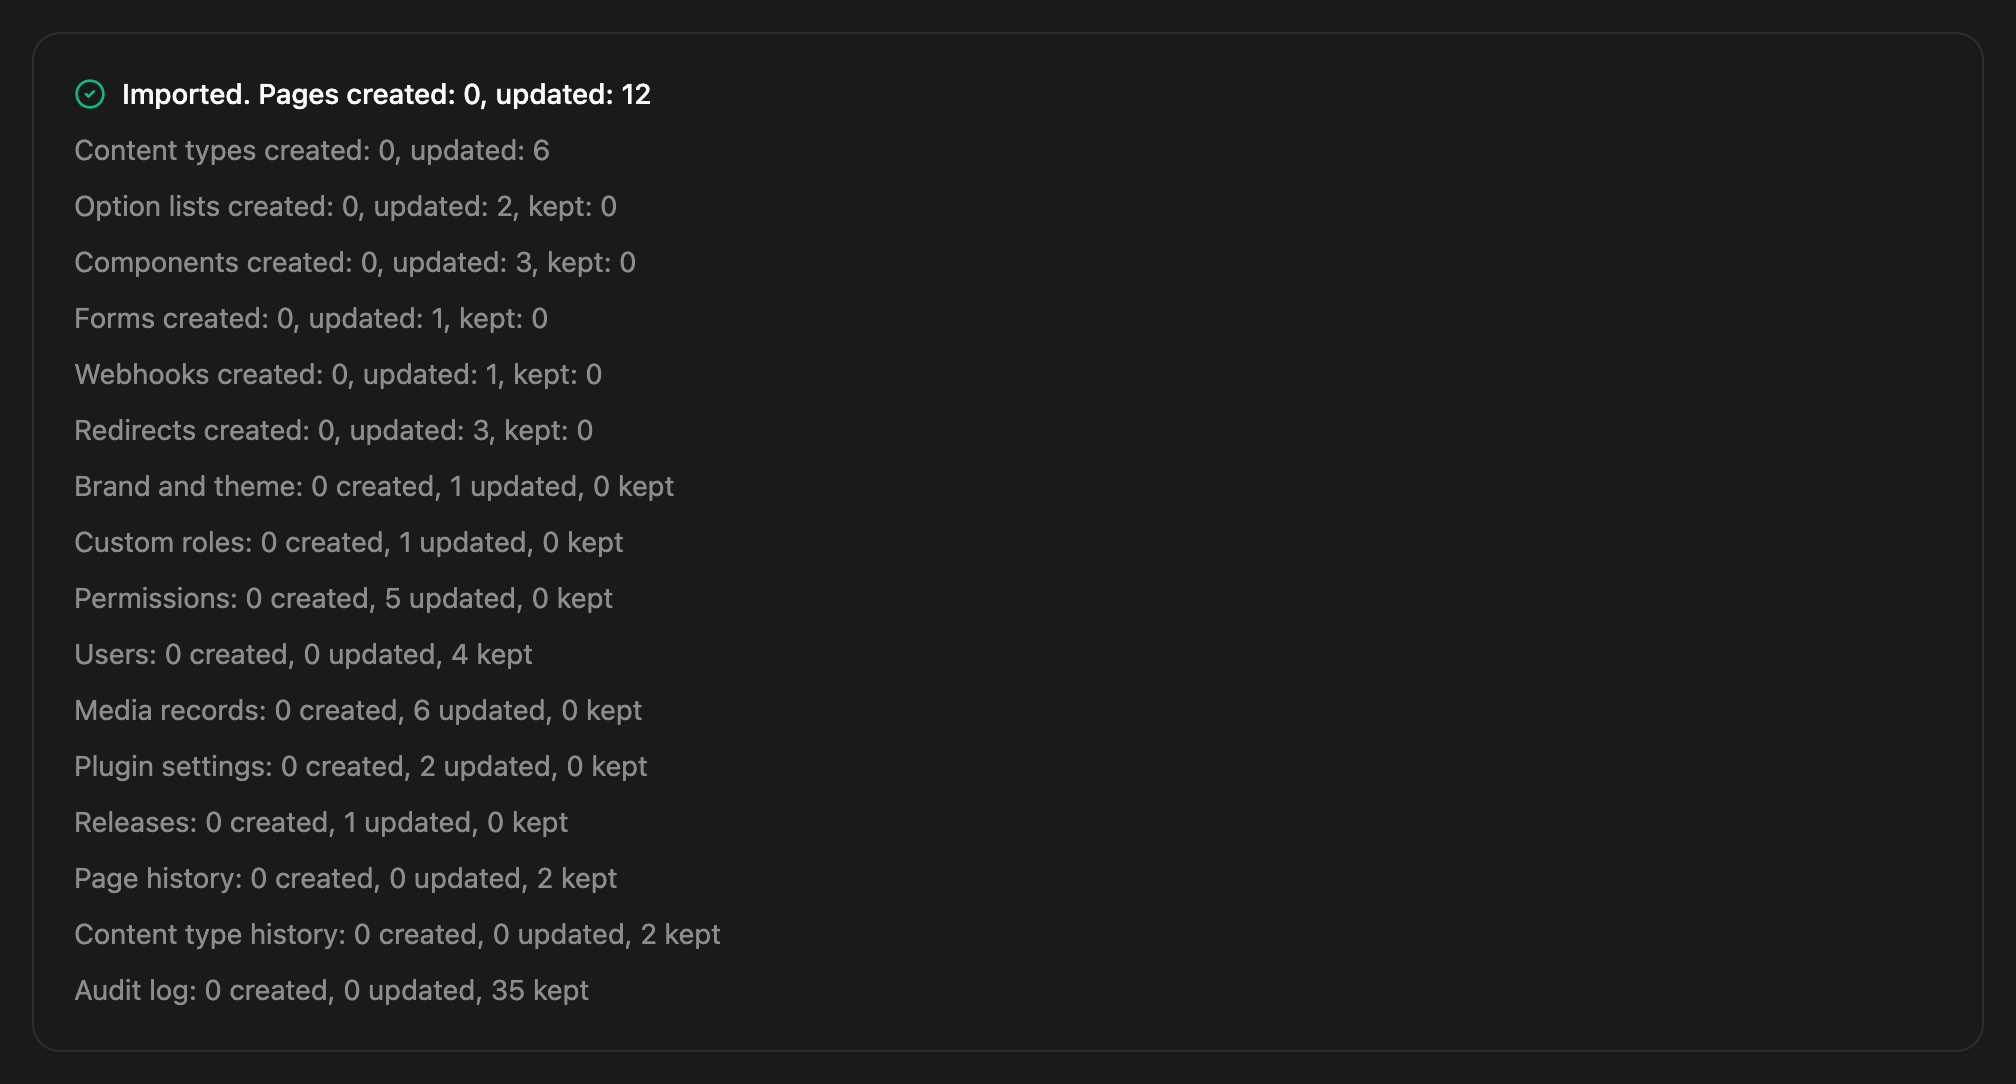 Imported. Pages created: 0, updated: 12
Content types created: 0, updated: 6
Option lists created: 0, updated: 2, kept: 0
Components created: 0, updated: 3, kept: 0
Forms created: 0, updated: 1, kept: 0
Webhooks created: 0, updated: 1, kept: 0
Redirects created: 0, updated: 3, kept: 0
Brand and theme: 0 created, 1 updated, 0 kept
Custom roles: 0 created, 1 updated, 0 kept
Permissions: 0 created, 5 updated, 0 kept
Users: 0 created, 0 updated, 4 kept
Media records: 0 created, 6 updated, 0 kept
Plugin settings: 0 created, 2 updated, 0 kept
Releases: 0 created, 1 updated, 0 kept
Page history: 0 created, 0 updated, 2 kept
Content type history: 0 created, 0 updated, 2 kept
Audit log: 0 created, 0 updated, 35 kept